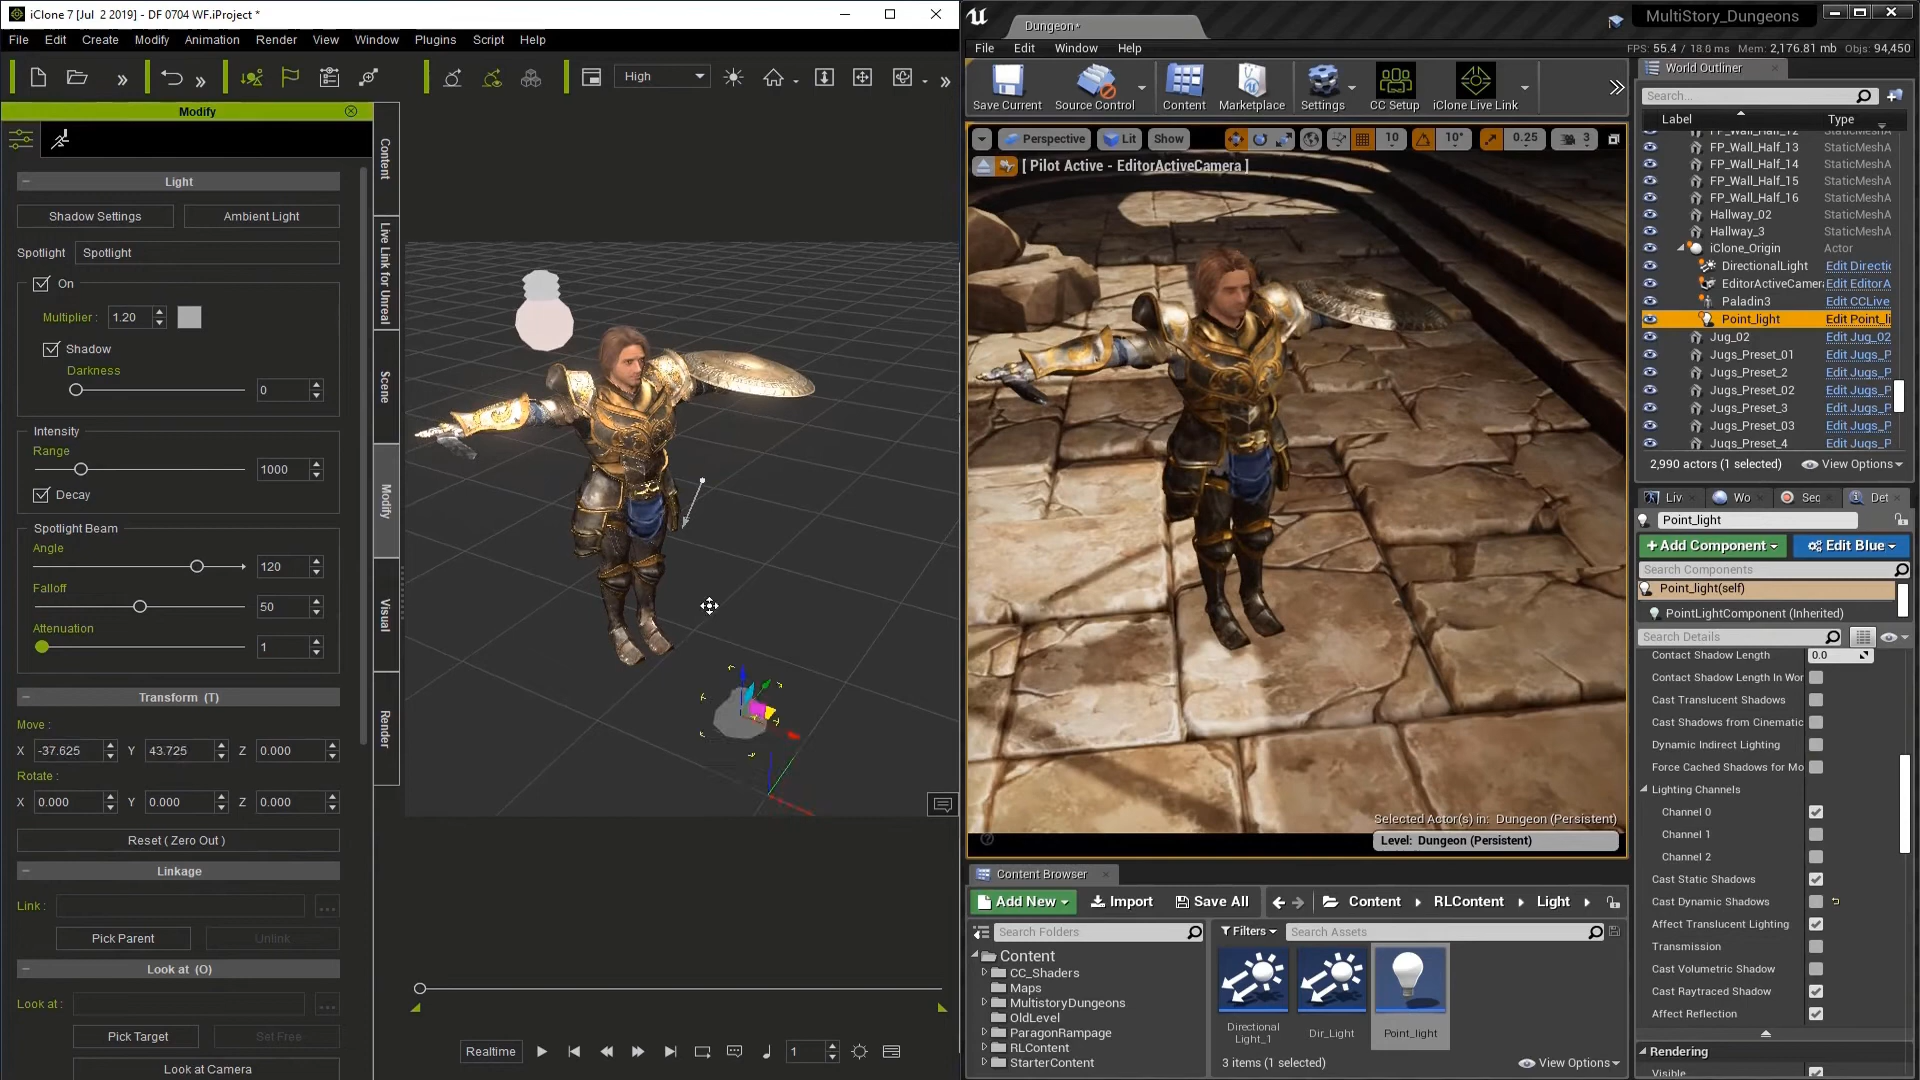 iClone 7 [Jul 2 2019] - DF 0704 WF.iProject *
File Edit Create Modify Animation Render View Window Plugins Script Help
High
Modify
Light
Shadow Settings
Ambient Light
Spotlight Spotlight
On
Multiplier : 1.20
Shadow
Darkness
0
Intensity
Range
1000
Decay
Spotlight Beam
Angle
120
Falloff
50
Attenuation
1
Transform (T)
Move :
X -37.625 Y 43.725 Z 0.000
Rotate :
X 0.000 Y 0.000 Z 0.000
Reset ( Zero Out )
Linkage
Link :
...
Pick Parent
Unlink
Look at (O)
Look at :
...
Pick Target
Set Free
Look at Camera
Content
Live Link for Unreal
Scene
Modify
Visual
Render
Realtime
1
Dungeon*
MultiStory_Dungeons
File Edit Window Help
FPS: 55.4 / 18.0 ms Mem: 2,176.81 mb Objs: 94,450
Save Current
Source Control
Content
Marketplace
Settings
CC Setup
iClone Live Link
Perspective
Lit
Show
10
10°
0.25
3
[ Pilot Active - EditorActiveCamera ]
Selected Actor(s) in: Dungeon (Persistent)
Level: Dungeon (Persistent)
World Outliner
Search...
Label Type
FP_Wall_Half_12 StaticMeshA
FP_Wall_Half_13 StaticMeshA
FP_Wall_Half_14 StaticMeshA
FP_Wall_Half_15 StaticMeshA
FP_Wall_Half_16 StaticMeshA
Hallway_02 StaticMeshA
Hallway_3 StaticMeshA
iClone_Origin Actor
DirectionalLight Edit Directi
EditorActiveCamera Edit EditorA
Paladin3 Edit CCLive
Point_light Edit Point_li
Jug_02 Edit Jug_02
Jugs_Preset_01 Edit Jugs_P
Jugs_Preset_2 Edit Jugs_P
Jugs_Preset_02 Edit Jugs_P
Jugs_Preset_3 Edit Jugs_P
Jugs_Preset_03 Edit Jugs_P
Jugs_Preset_4 Edit Jugs_P
2,990 actors (1 selected)
View Options
Liv Wo Sec Det
Point_light
+ Add Component
Edit Blue
Search Components
Point_light(self)
PointLightComponent (Inherited)
Search Details
Contact Shadow Length 0.0
Contact Shadow Length In Wor
Cast Translucent Shadows
Cast Shadows from Cinematic
Dynamic Indirect Lighting
Force Cached Shadows for Mo
Lighting Channels
Channel 0
Channel 1
Channel 2
Cast Static Shadows
Cast Dynamic Shadows
Affect Translucent Lighting
Transmission
Cast Volumetric Shadow
Cast Raytraced Shadow
Affect Reflection
Rendering
Visible
Content Browser
Add New
Import
Save All
Content
RLContent
Light
Search Folders
Filters
Search Assets
Content
CC_Shaders
Maps
MultistoryDungeons
OldLevel
ParagonRampage
RLContent
StarterContent
Directional
Light_1
Dir_Light
Point_light
3 items (1 selected)
View Options